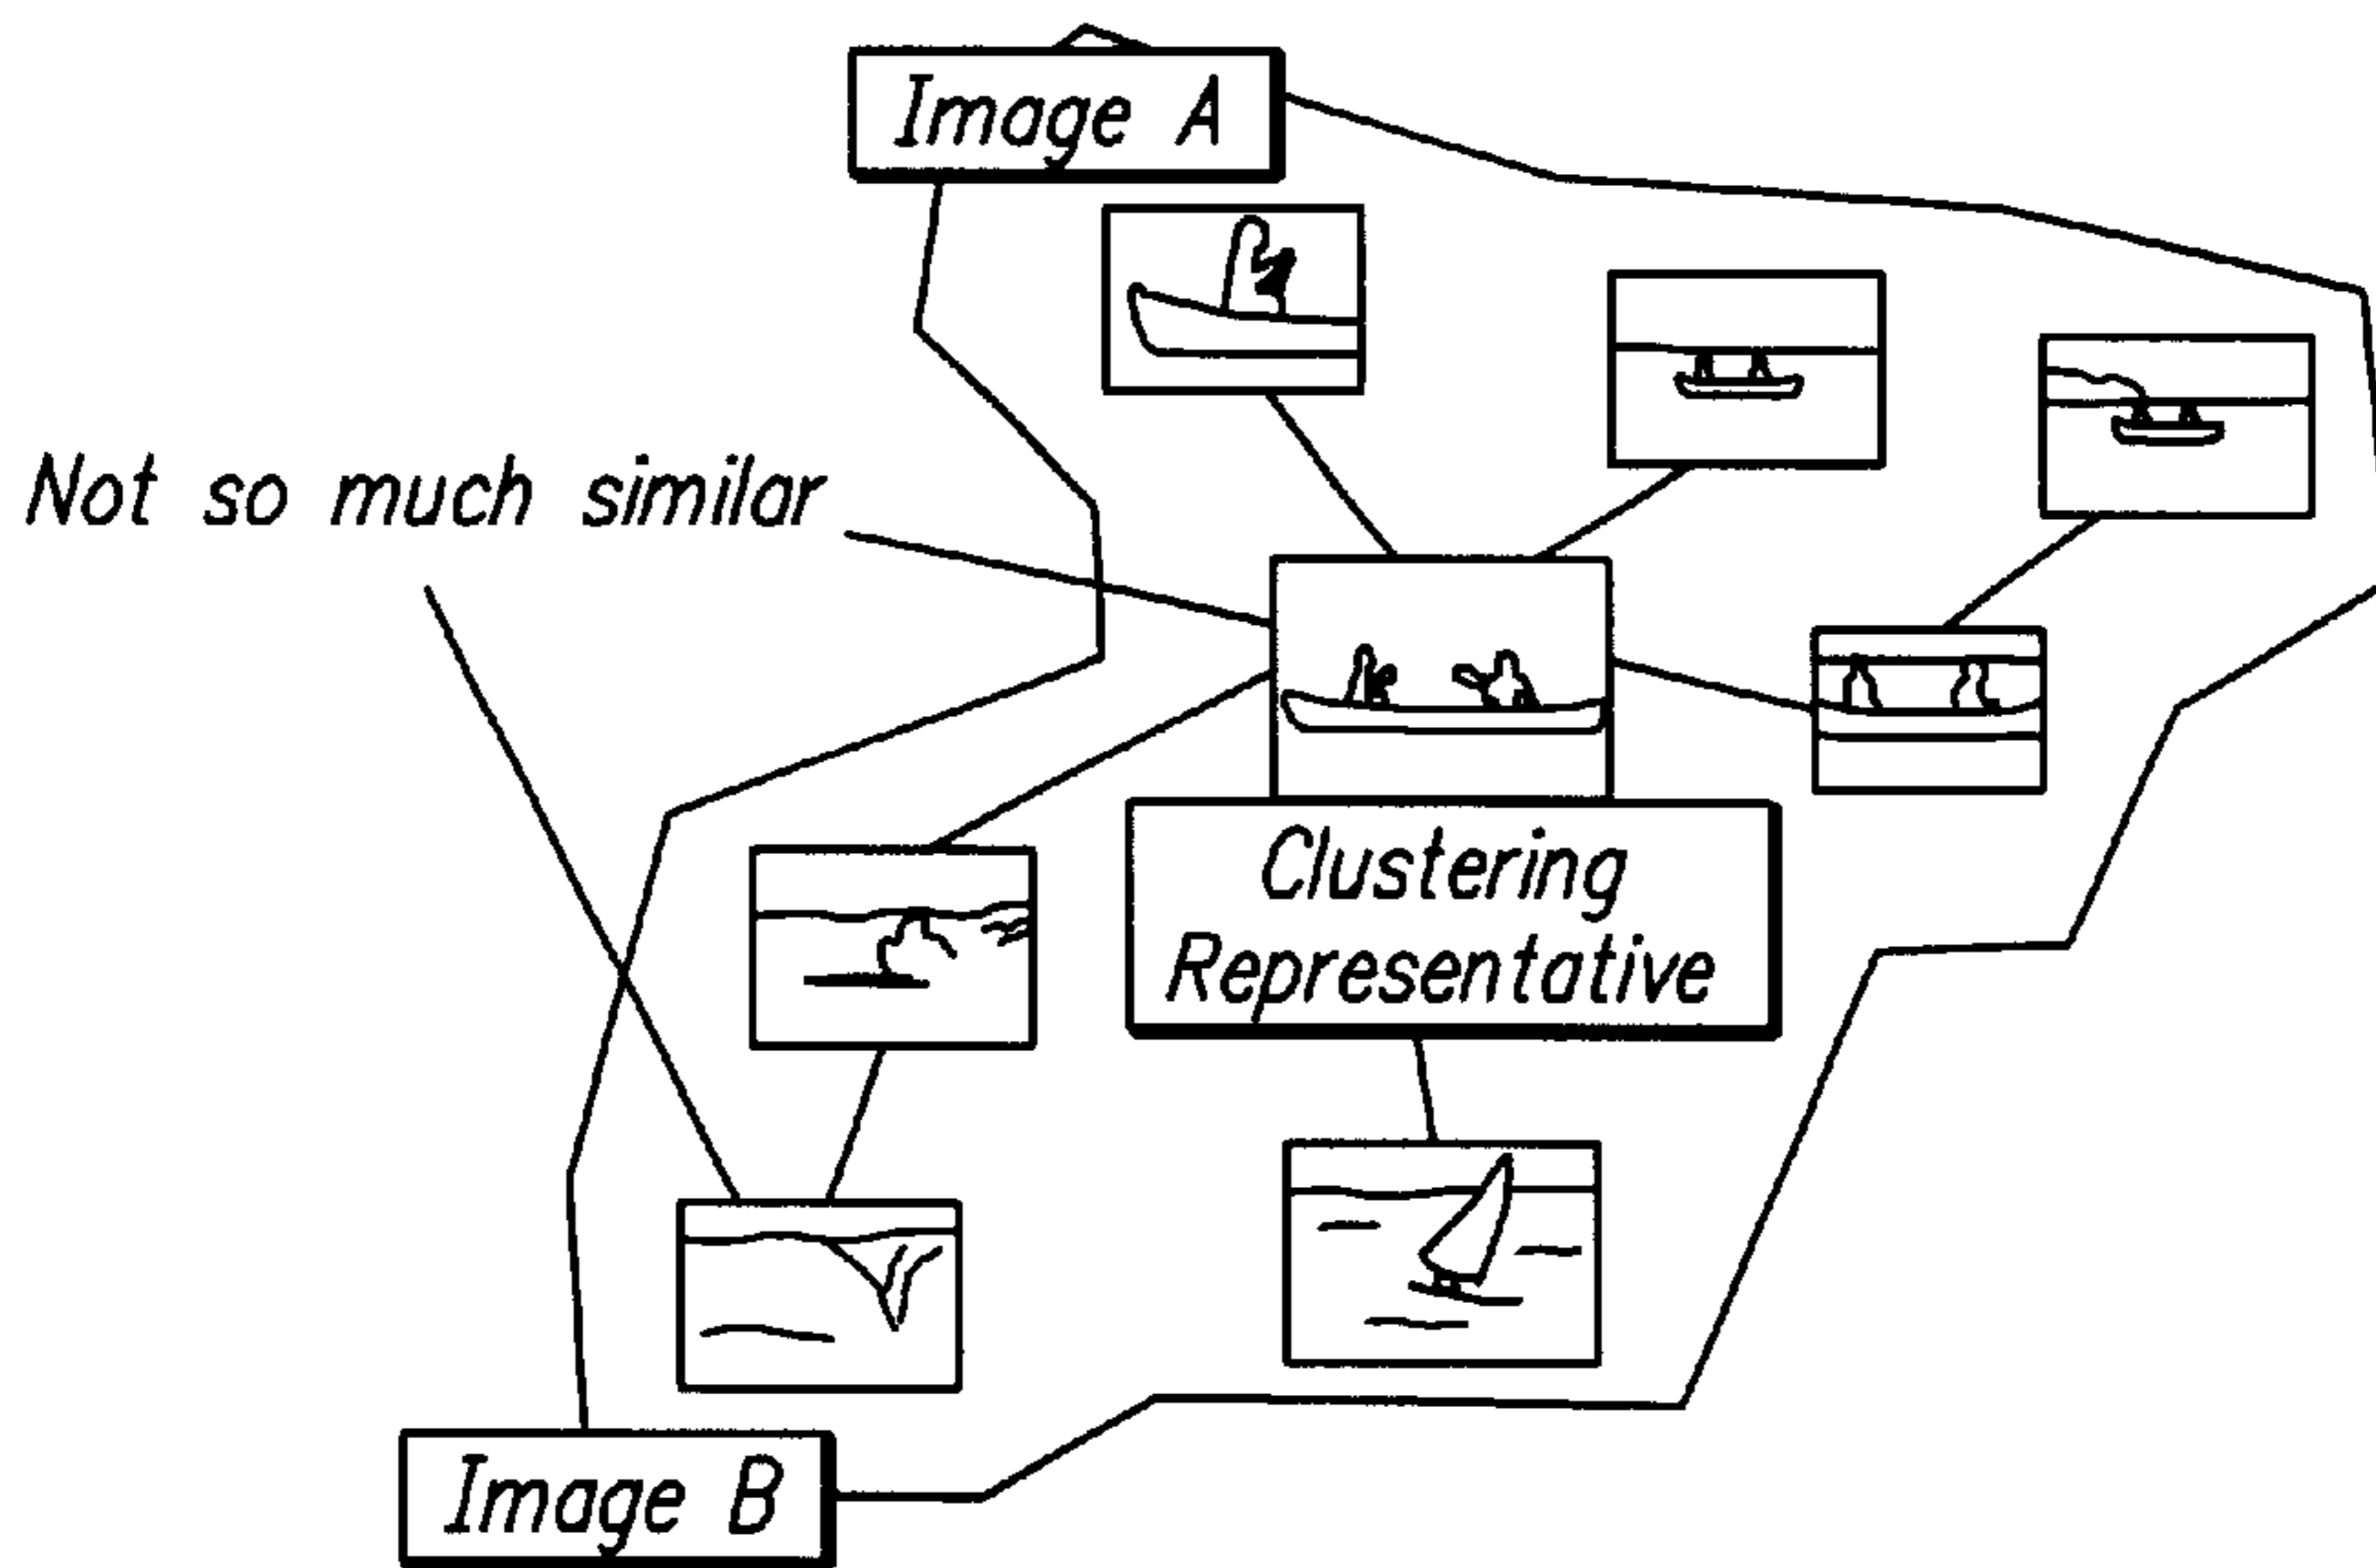 Image A
Not so much similar
Clustering
Representative
Image B